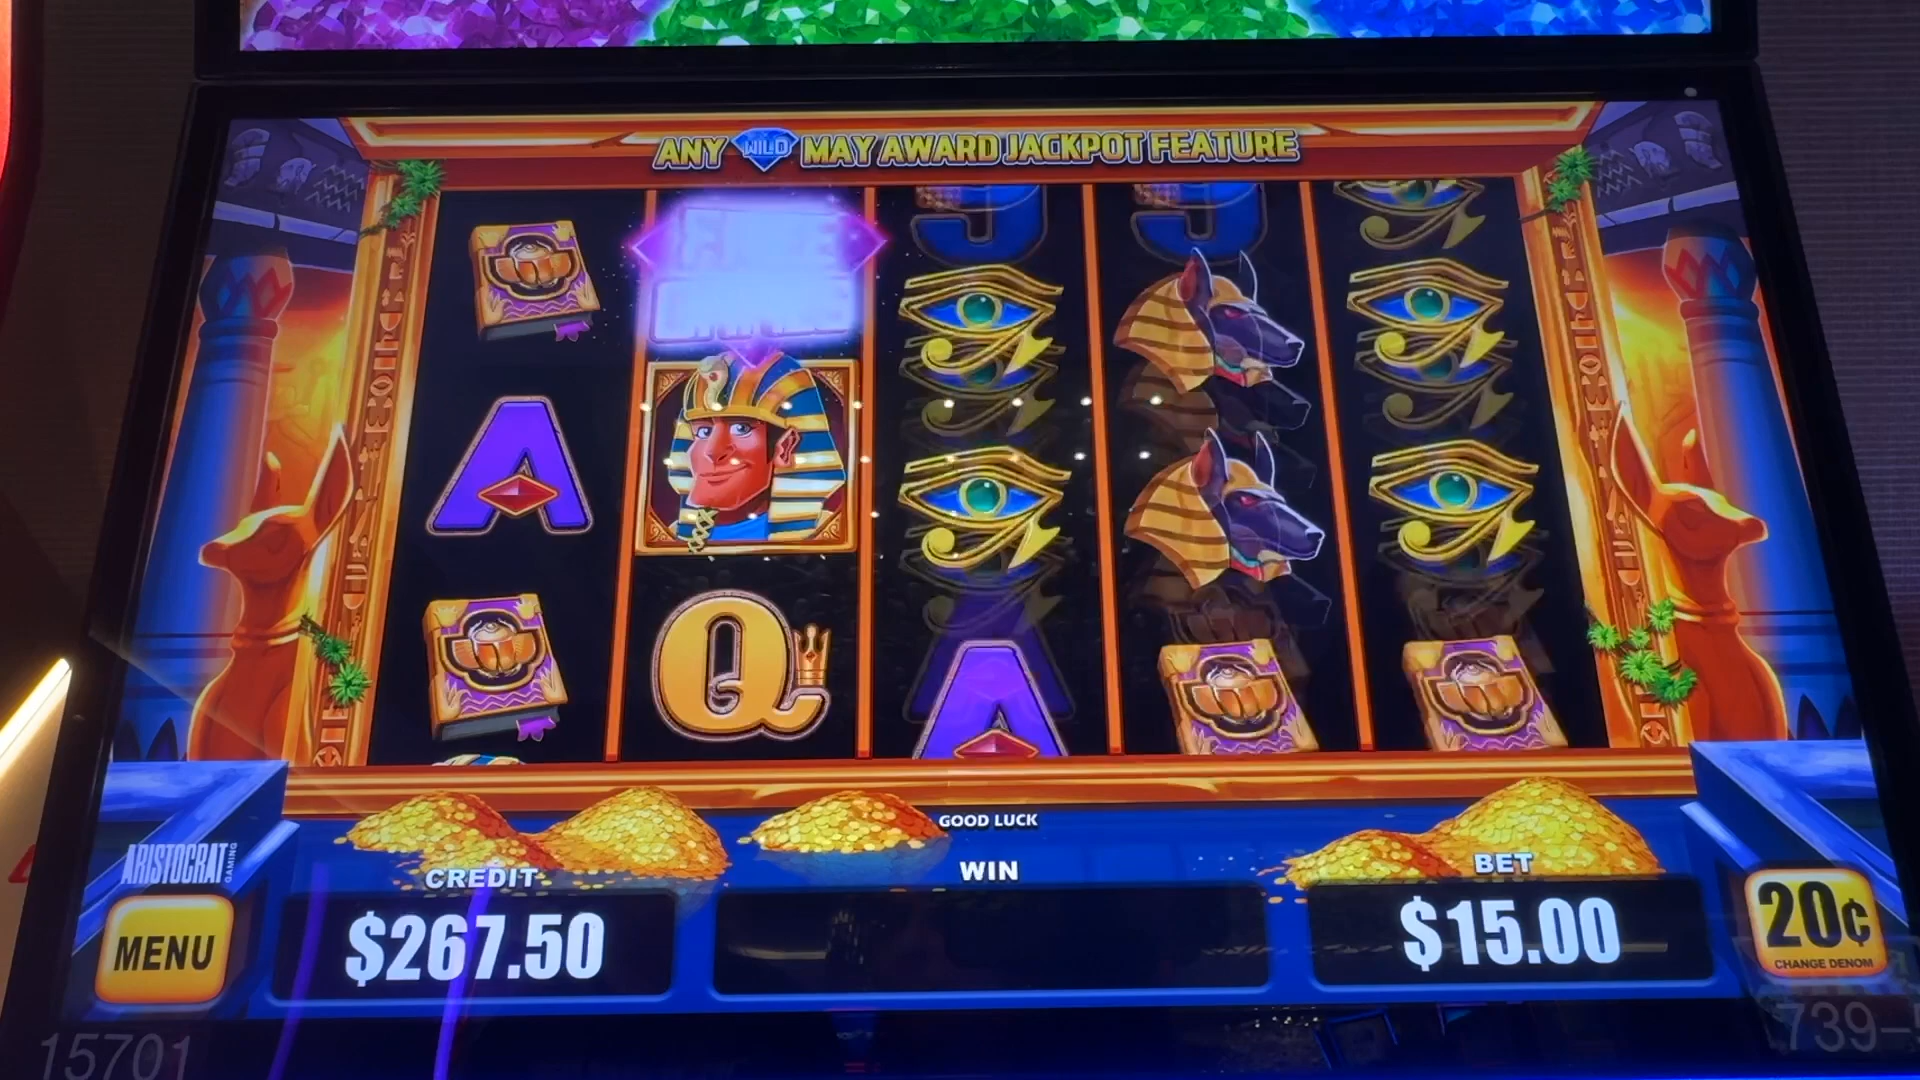 ANY WILD MAY AWARD JACKPOT FEATURE
A
Q
A
GOOD LUCK
ARISTOCRAT GAMING
CREDIT
WIN
BET
MENU
$267.50
$15.00
20¢
CHANGE DENOM
15701
739-